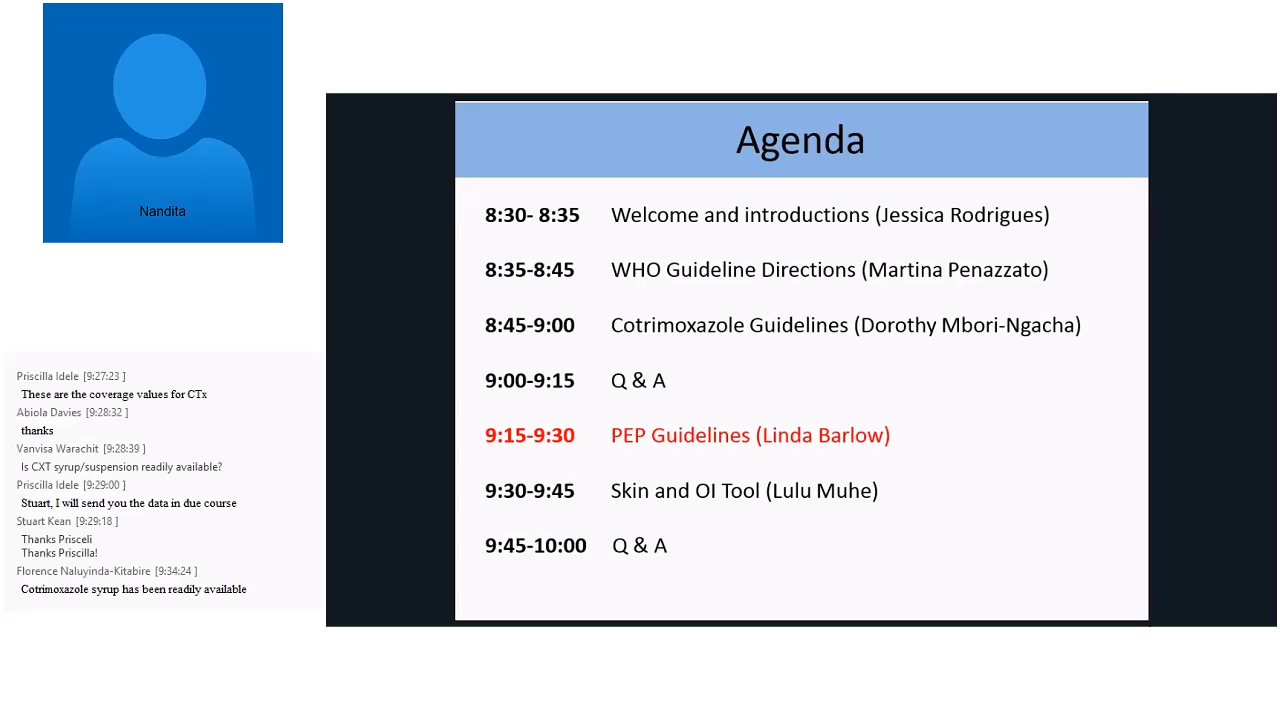 Nandita
Priscilla Idele [9:27:23 ]
These are the coverage values for CTx
Abiola Davies [9:28:32 ]
thanks
Vanvisa Warachit [9:28:39 ]
Is CXT syrup/suspension readily available?
Priscilla Idele [9:29:00 ]
Stuart, I will send you the data in due course
Stuart Kean [9:29:18 ]
Thanks Prisceli
Thanks Priscilla!
Florence Naluyinda-Kitabire [9:34:24 ]
Cotrimoxazole syrup has been readily available
Agenda
8:30- 8:35 Welcome and introductions (Jessica Rodrigues)
8:35-8:45 WHO Guideline Directions (Martina Penazzato)
8:45-9:00 Cotrimoxazole Guidelines (Dorothy Mbori-Ngacha)
9:00-9:15 Q & A
9:15-9:30 PEP Guidelines (Linda Barlow)
9:30-9:45 Skin and OI Tool (Lulu Muhe)
9:45-10:00 Q & A